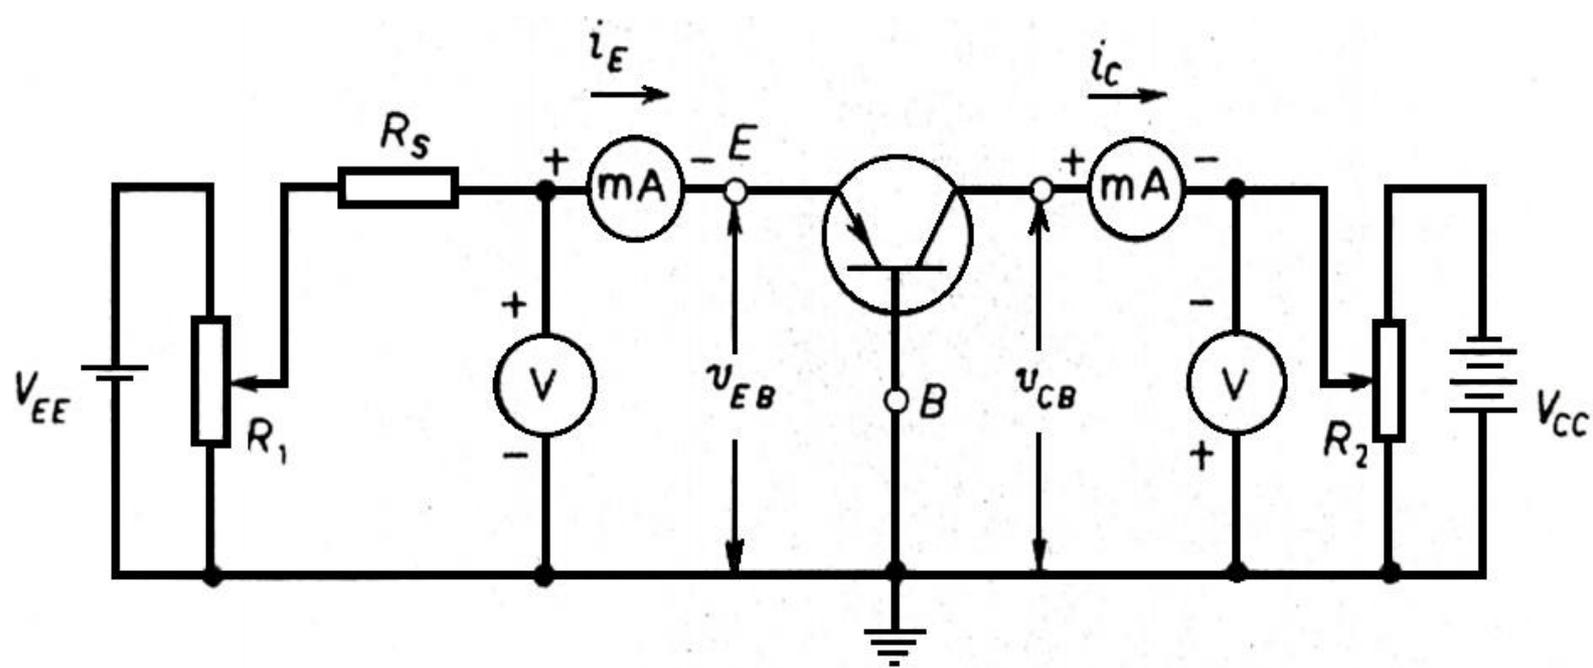 i_E
i_C
R_S
+ mA - E
+ mA -
+
-
V_EE
R_1
V
-
v_EB
B
v_CB
V
+
R_2
V_CC